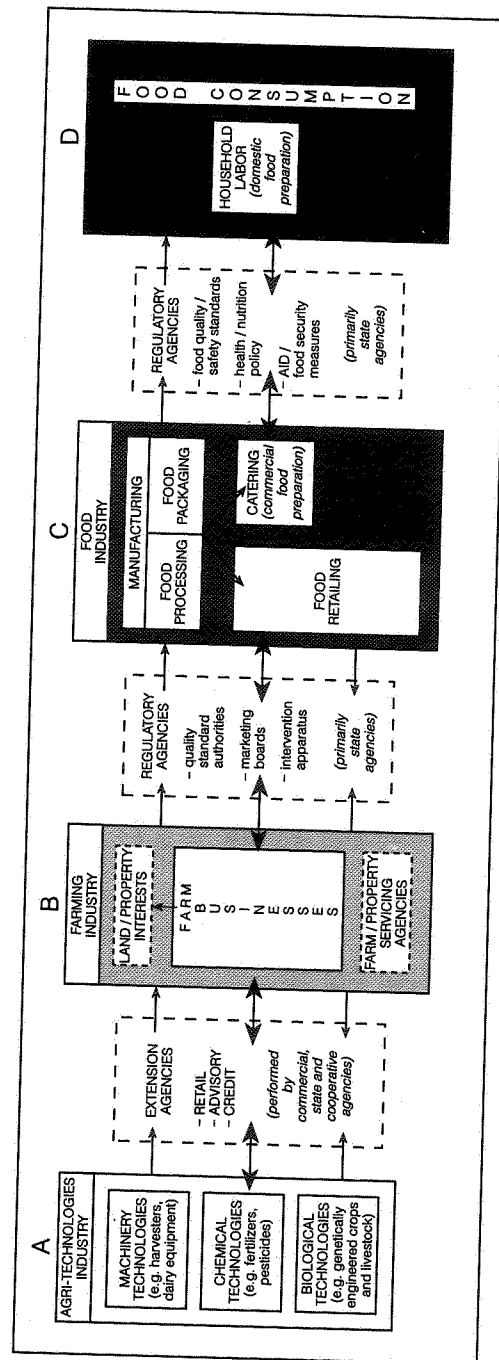 A
AGRI-TECHNOLOGIES
INDUSTRY
MACHINERY
TECHNOLOGIES
(e.g. harvesters,
dairy equipment)
CHEMICAL
TECHNOLOGIES
(e.g. fertilizers,
pesticides)
BIOLOGICAL
TECHNOLOGIES
(e.g. genetically
engineered crops
and livestock)
EXTENSION
AGENCIES
– RETAIL
– ADVISORY
– CREDIT
(performed
by
commercial,
state and
cooperative
agencies)
B
FARMING
INDUSTRY
LAND / PROPERTY
INTERESTS
FARM
BUSINESSES
FARM / PROPERTY
SERVICING
AGENCIES
REGULATORY
AGENCIES
– quality
standard
authorities
– marketing
boards
– intervention
apparatus
(primarily
state
agencies)
C
FOOD
INDUSTRY
MANUFACTURING
FOOD
PROCESSING
FOOD
PACKAGING
FOOD
RETAILING
CATERING
(commercial
food
preparation)
REGULATORY
AGENCIES
– food quality /
safety standards
– health / nutrition
policy
– AID /
food security
measures
(primarily
state
agencies)
D
HOUSEHOLD
LABOR
(domestic
food
preparation)
FOOD CONSUMPTION